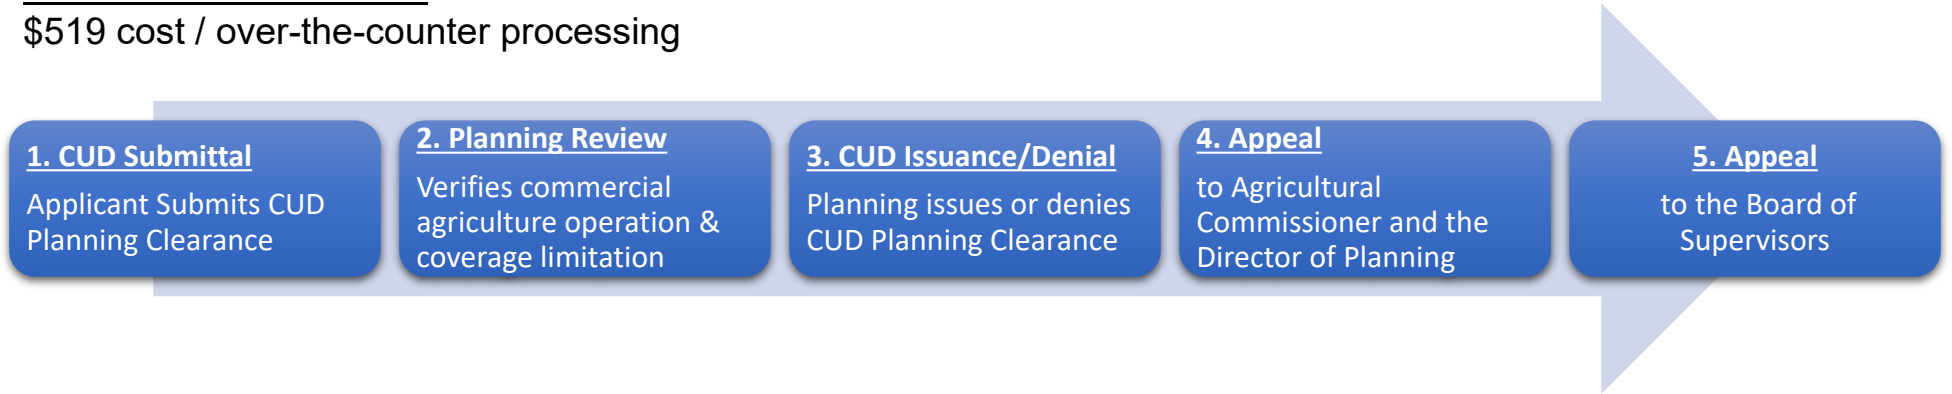 $519 cost / over-the-counter processing
1. CUD Submittal
Applicant Submits CUD
Planning Clearance
2. Planning Review
Verifies commercial
agriculture operation &
coverage limitation
3. CUD Issuance/Denial
Planning issues or denies
CUD Planning Clearance
4. Appeal
to Agricultural
Commissioner and the
Director of Planning
5. Appeal
to the Board of
Supervisors